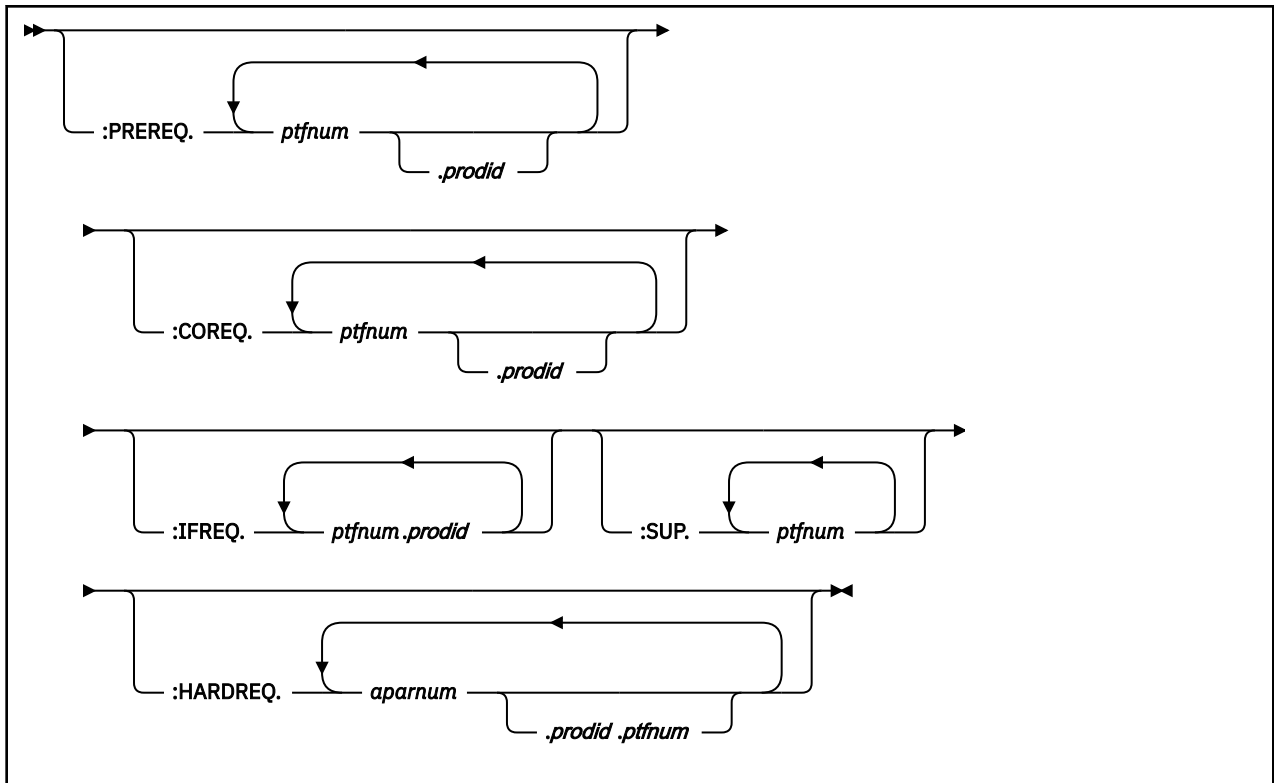 :PREREQ. ptfnum
.prodid
:COREQ. ptfnum
.prodid
:IFREQ. ptfnum.prodid :SUP. ptfnum
:HARDREQ. aparnum
.prodid .ptfnum